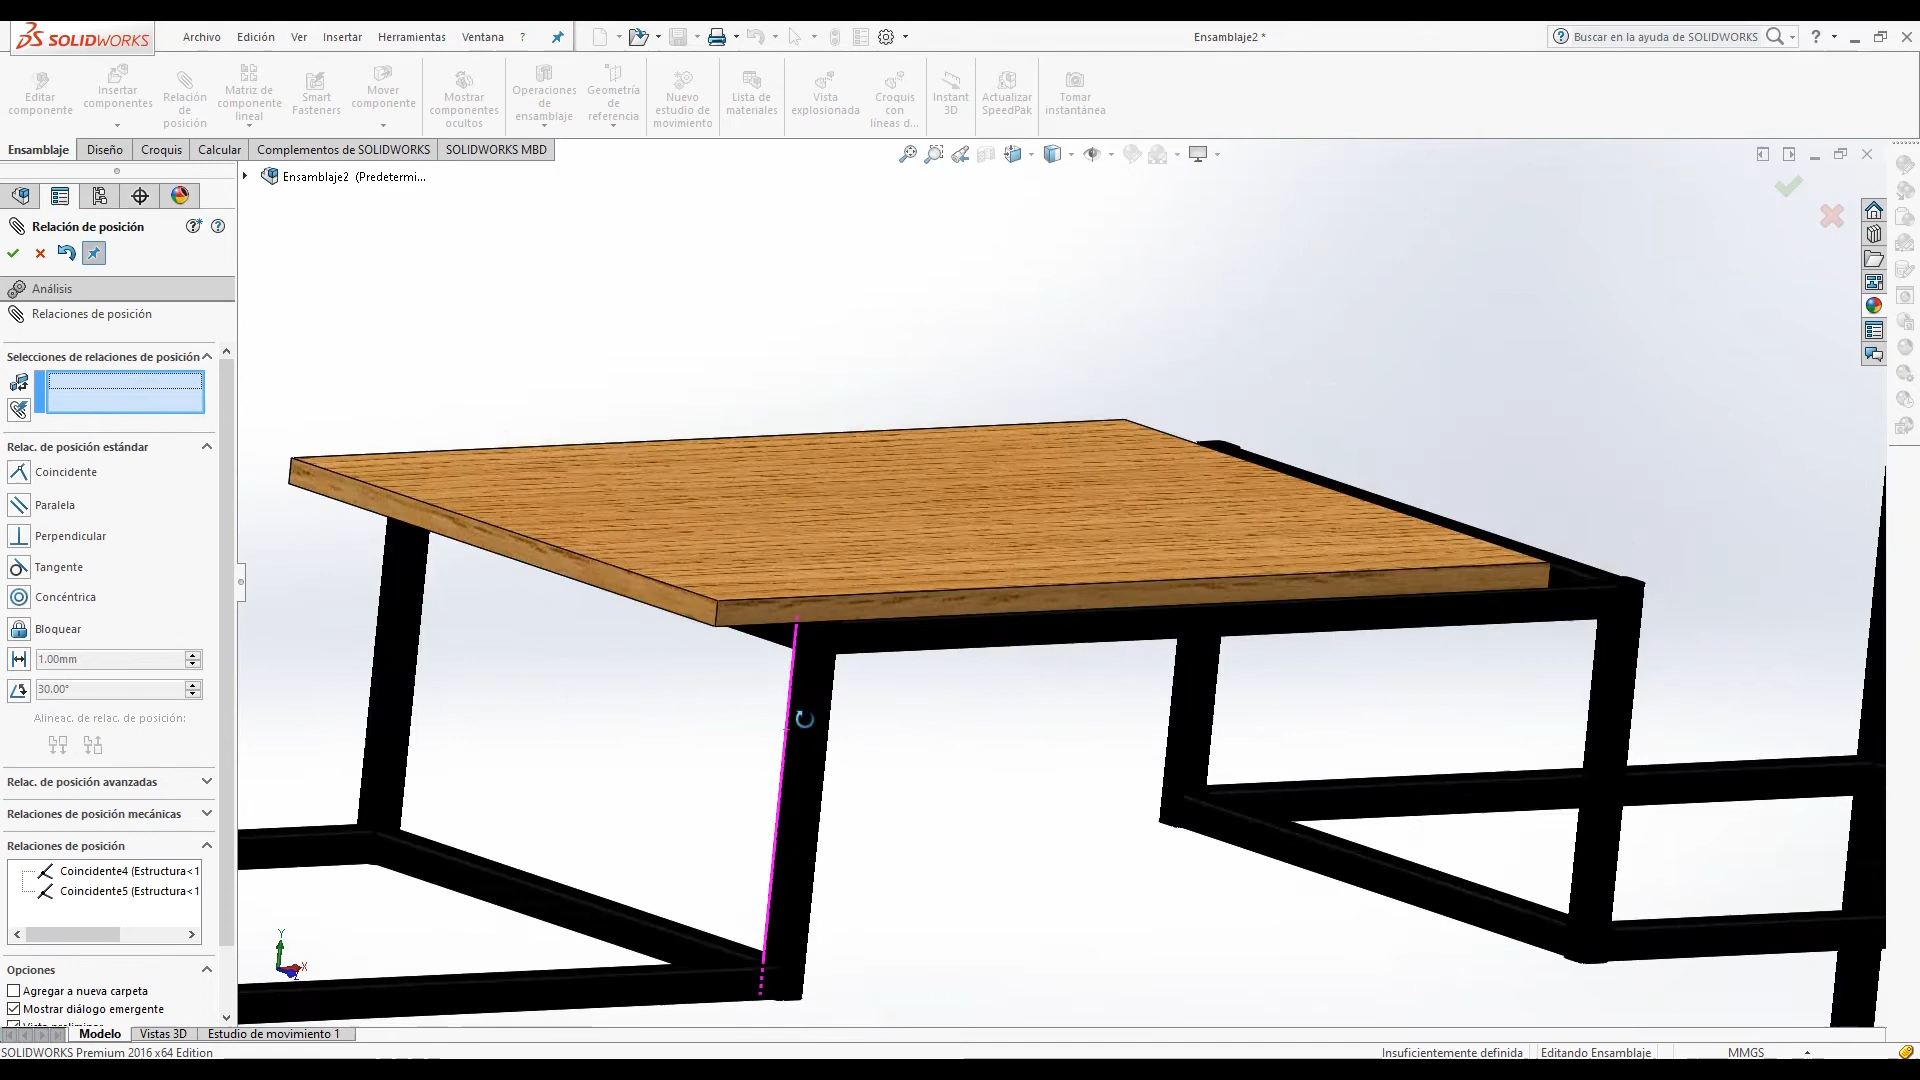 SOLIDWORKS
Archivo Edición Ver Insertar Herramientas Ventana ?
Ensamblaje2 *
Buscar en la ayuda de SOLIDWORKS
?
Editar componente
Insertar componentes
Relación de posición
Matriz de componente lineal
Smart Fasteners
Mover componente
Mostrar componentes ocultos
Operaciones de ensamblaje
Geometría de referencia
Nuevo estudio de movimiento
Lista de materiales
Vista explosionada
Croquis con líneas d...
Instant 3D
Actualizar SpeedPak
Tomar instantánea
Ensamblaje Diseño Croquis Calcular Complementos de SOLIDWORKS SOLIDWORKS MBD
Ensamblaje2 (Predetermi...
Relación de posición
Análisis
Relaciones de posición
Selecciones de relaciones de posición
Relac. de posición estándar
Coincidente
Paralela
Perpendicular
Tangente
Concéntrica
Bloquear
1.00mm
30.00°
Alineac. de relac. de posición:
Relac. de posición avanzadas
Relaciones de posición mecánicas
Relaciones de posición
Coincidente4 (Estructura<1
Coincidente5 (Estructura<1
Opciones
Agregar a nueva carpeta
Mostrar diálogo emergente
Y
X
Z
Modelo Vistas 3D Estudio de movimiento 1
SOLIDWORKS Premium 2016 x64 Edition
Insuficientemente definida Editando Ensamblaje MMGS